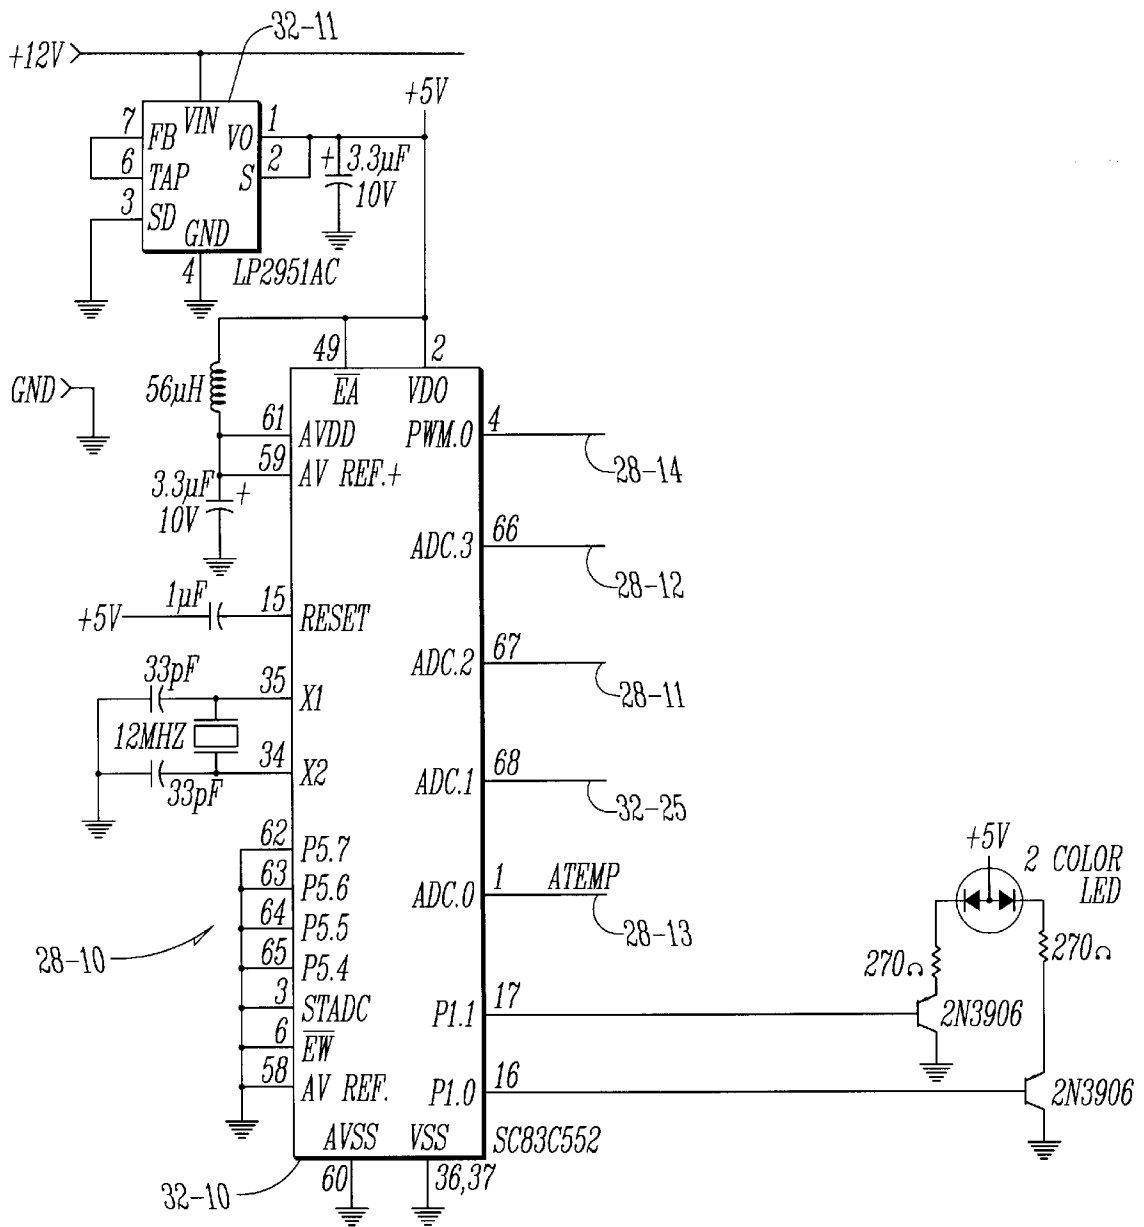 32-11
+12V
+5V
VIN
7
FB
VO
1
6
TAP
S
2
3
SD
GND
4
LP2951AC
+
3.3µF
10V
GND
49
2
E̅A̅
VDO
56µH
61
AVDD
59
AV REF.+
3.3µF
10V
+
PWM.0
4
28-14
ADC.3
66
28-12
1µF
+5V
15
RESET
ADC.2
67
28-11
33pF
35
X1
12MHZ
34
X2
33pF
ADC.1
68
32-25
62
P5.7
63
P5.6
64
P5.5
65
P5.4
3
STADC
6
E̅W̅
58
AV REF.
28-10
ADC.0
1
ATEMP
28-13
+5V
2 COLOR
LED
270Ω
270Ω
P1.1
17
2N3906
P1.0
16
2N3906
AVSS
VSS
SC83C552
60
36,37
32-10